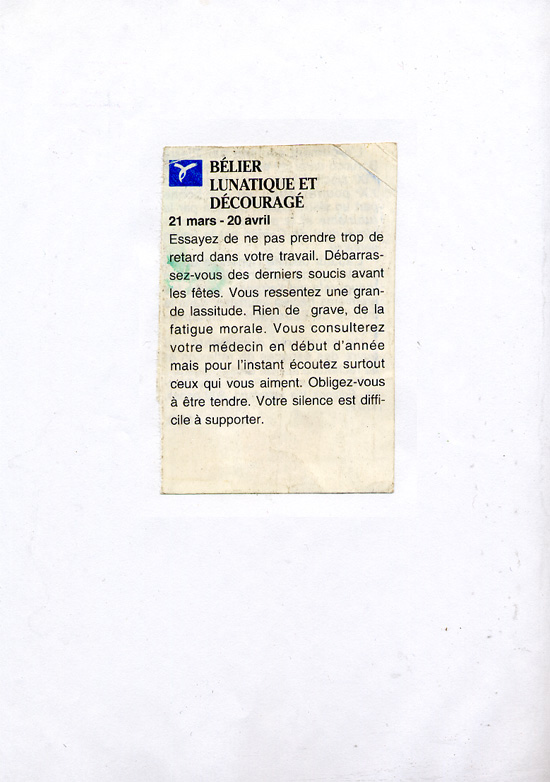 BÉLIER
LUNATIQUE ET
DÉCOURAGÉ
21 mars - 20 avril
Essayez de ne pas prendre trop de
retard dans votre travail. Débarras-
sez-vous des derniers soucis avant
les fêtes. Vous ressentez une gran-
de lassitude. Rien de grave, de la
fatigue morale. Vous consulterez
votre médecin en début d'année
mais pour l'instant écoutez surtout
ceux qui vous aiment. Obligez-vous
à être tendre. Votre silence est diffi-
cile à supporter.